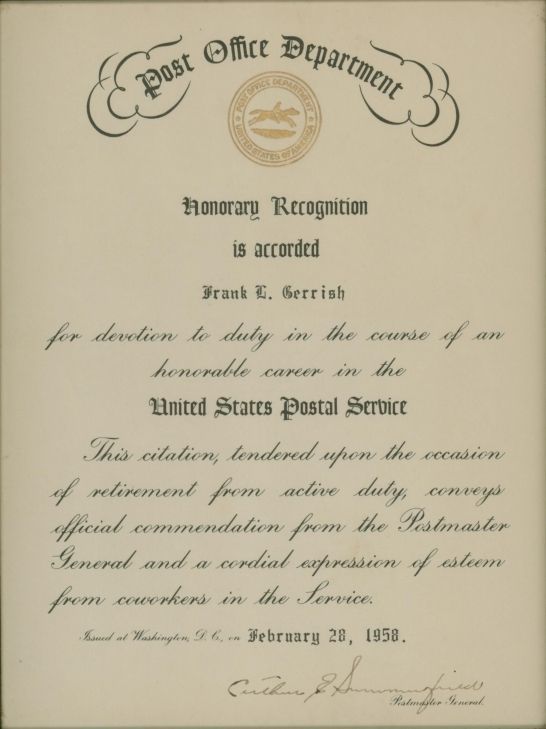 Post Office Department
POST OFFICE DEPARTMENT
UNITED STATES OF AMERICA
Honorary Recognition
is accorded
Frank L. Gerrish
for devotion to duty in the course of an
honorable career in the
United States Postal Service
This citation, tendered upon the occasion
of retirement from active duty, conveys
official commendation from the Postmaster
General and a cordial expression of esteem
from coworkers in the Service.
Issued at Washington, D. C., on February 28, 1958.
Arthur E Summerfield
Postmaster General.